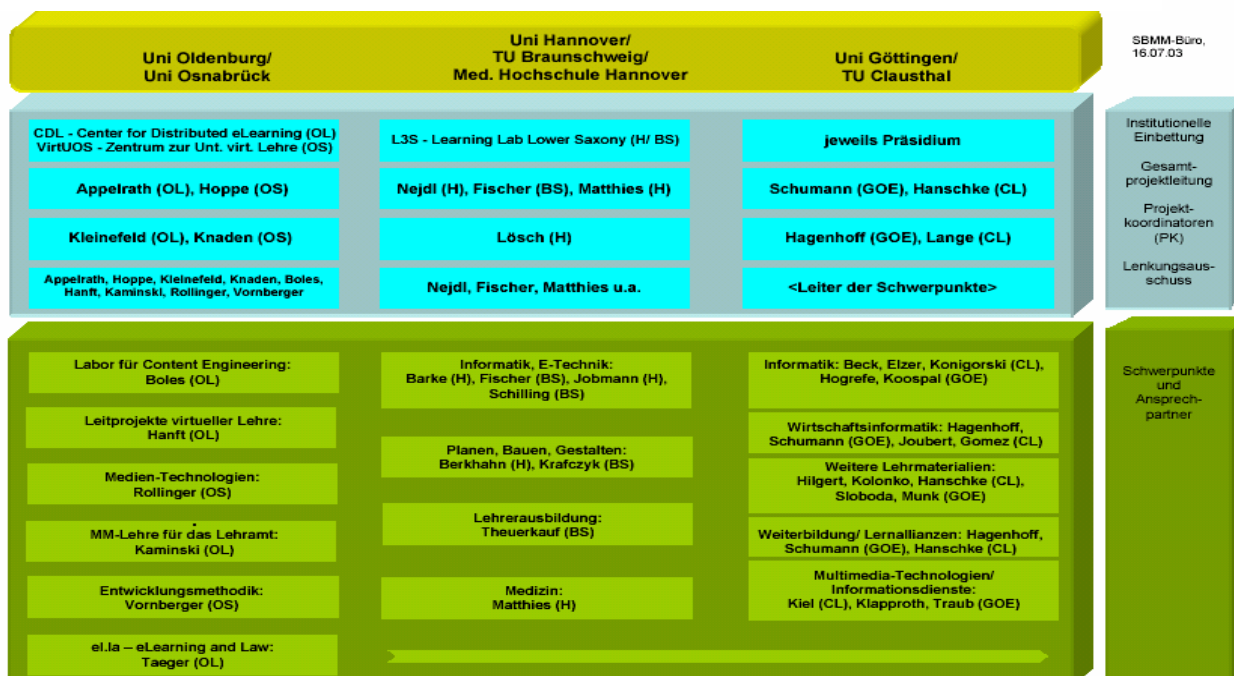 Uni Oldenburg/
Uni Osnabrück
Uni Hannover/
TU Braunschweig/
Med. Hochschule Hannover
Uni Göttingen/
TU Clausthal
SBMM-Büro,
16.07.03
CDL - Center for Distributed eLearning (OL)
VirtUOS - Zentrum zur Unt. virt. Lehre (OS)
L3S - Learning Lab Lower Saxony (H/ BS)
jeweils Präsidium
Institutionelle
Einbettung
Appelrath (OL), Hoppe (OS)
Nejdl (H), Fischer (BS), Matthies (H)
Schumann (GOE), Hanschke (CL)
Gesamt-
projektleitung
Kleinefeld (OL), Knaden (OS)
Lösch (H)
Hagenhoff (GOE), Lange (CL)
Projekt-
koordinatoren
(PK)
Appelrath, Hoppe, Kleinefeld, Knaden, Boles,
Hanft, Kaminski, Rollinger, Vornberger
Nejdl, Fischer, Matthies u.a.
<Leiter der Schwerpunkte>
Lenkungsaus-
schuss
Labor für Content Engineering:
Boles (OL)
Leitprojekte virtueller Lehre:
Hanft (OL)
Medien-Technologien:
Rollinger (OS)
MM-Lehre für das Lehramt:
Kaminski (OL)
Entwicklungsmethodik:
Vornberger (OS)
el.la – eLearning and Law:
Taeger (OL)
Informatik, E-Technik:
Barke (H), Fischer (BS), Jobmann (H),
Schilling (BS)
Planen, Bauen, Gestalten:
Berkhahn (H), Krafczyk (BS)
Lehrerausbildung:
Theuerkauf (BS)
Medizin:
Matthies (H)
Informatik: Beck, Elzer, Konigorski (CL),
Hogrefe, Koospal (GOE)
Wirtschaftsinformatik: Hagenhoff,
Schumann (GOE), Joubert, Gomez (CL)
Weitere Lehrmaterialien:
Hilgert, Kolonko, Hanschke (CL),
Sloboda, Munk (GOE)
Weiterbildung/ Lernallianzen: Hagenhoff,
Schumann (GOE), Hanschke (CL)
Multimedia-Technologien/
Informationsdienste:
Kiel (CL), Klapproth, Traub (GOE)
Schwerpunkte
und
Ansprech-
partner